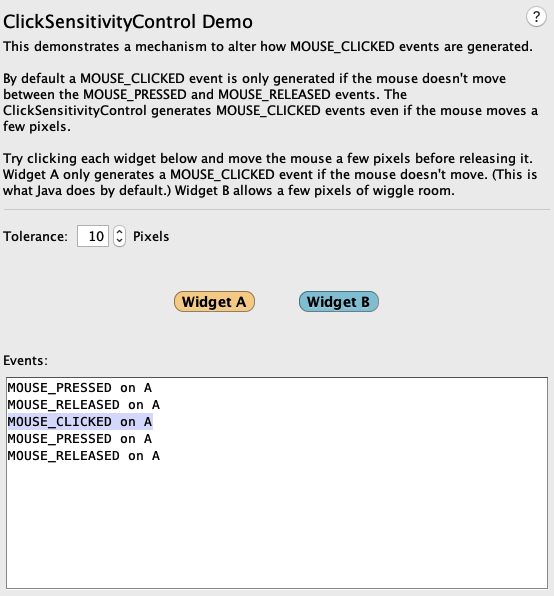 ClickSensitivityControl Demo
?
This demonstrates a mechanism to alter how MOUSE_CLICKED events are generated.
By default a MOUSE_CLICKED event is only generated if the mouse doesn't move
between the MOUSE_PRESSED and MOUSE_RELEASED events. The
ClickSensitivityControl generates MOUSE_CLICKED events even if the mouse moves a
few pixels.
Try clicking each widget below and move the mouse a few pixels before releasing it.
Widget A only generates a MOUSE_CLICKED event if the mouse doesn't move. (This is
what Java does by default.) Widget B allows a few pixels of wiggle room.
Tolerance: 10 Pixels
Widget A Widget B
Events:
MOUSE_PRESSED on A
MOUSE_RELEASED on A
MOUSE_CLICKED on A
MOUSE_PRESSED on A
MOUSE_RELEASED on A